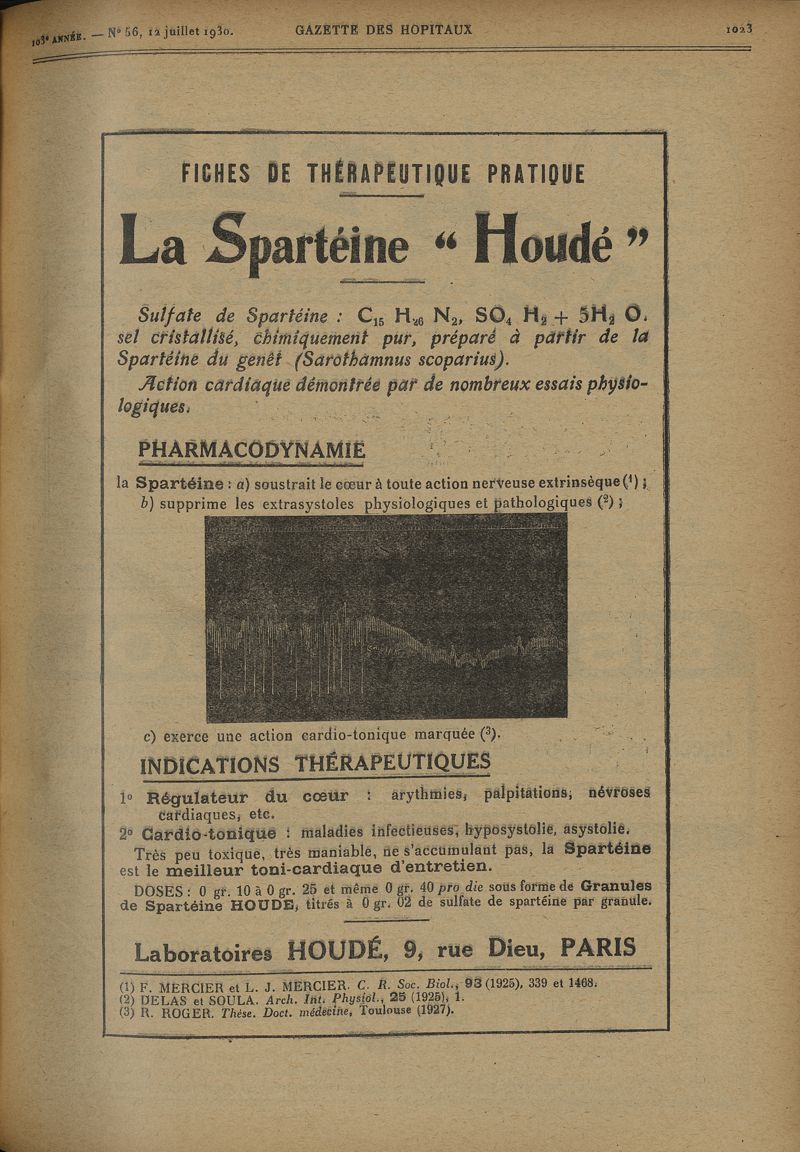 103e ANNÉE. — No 56, 12 juillet 1930. GAZETTE DES HOPITAUX 1023
FICHES DE THÉRAPEUTIQUE PRATIQUE
La Spartéine “ Houdé ”
Sulfate de Spartéine : C15 H26 N2, SO4 H2 + 5H2 O.
sel cristallisé, chimiquement pur, préparé à partir de la
Spartéine du genêt (Sarothamnus scoparius).
Action cardiaque démontrée par de nombreux essais physio-
logiques.
PHARMACODYNAMIE
la Spartéine : a) soustrait le cœur à toute action nerveuse extrinsèque (1) ;
b) supprime les extrasystoles physiologiques et pathologiques (2) ;
c) exerce une action cardio-tonique marquée (3).
INDICATIONS THÉRAPEUTIQUES
1o Régulateur du cœur : arythmies, palpitations, névroses
cardiaques, etc.
2o Cardio-tonique : maladies infectieuses, hyposystolie, asystolie.
Très peu toxique, très maniable, ne s'accumulant pas, la Spartéine
est le meilleur toni-cardiaque d'entretien.
DOSES : 0 gr. 10 à 0 gr. 25 et même 0 gr. 40 pro die sous forme de Granules
de Spartéine HOUDE, titrés à 0 gr. 02 de sulfate de spartéine par granule.
Laboratoires HOUDÉ, 9, rue Dieu, PARIS
(1) F. MERCIER et L. J. MERCIER. C. R. Soc. Biol., 93 (1925), 339 et 1468.
(2) DELAS et SOULA. Arch. Int. Physiol., 25 (1925), 1.
(3) R. ROGER. Thèse. Doct. médecine, Toulouse (1927).